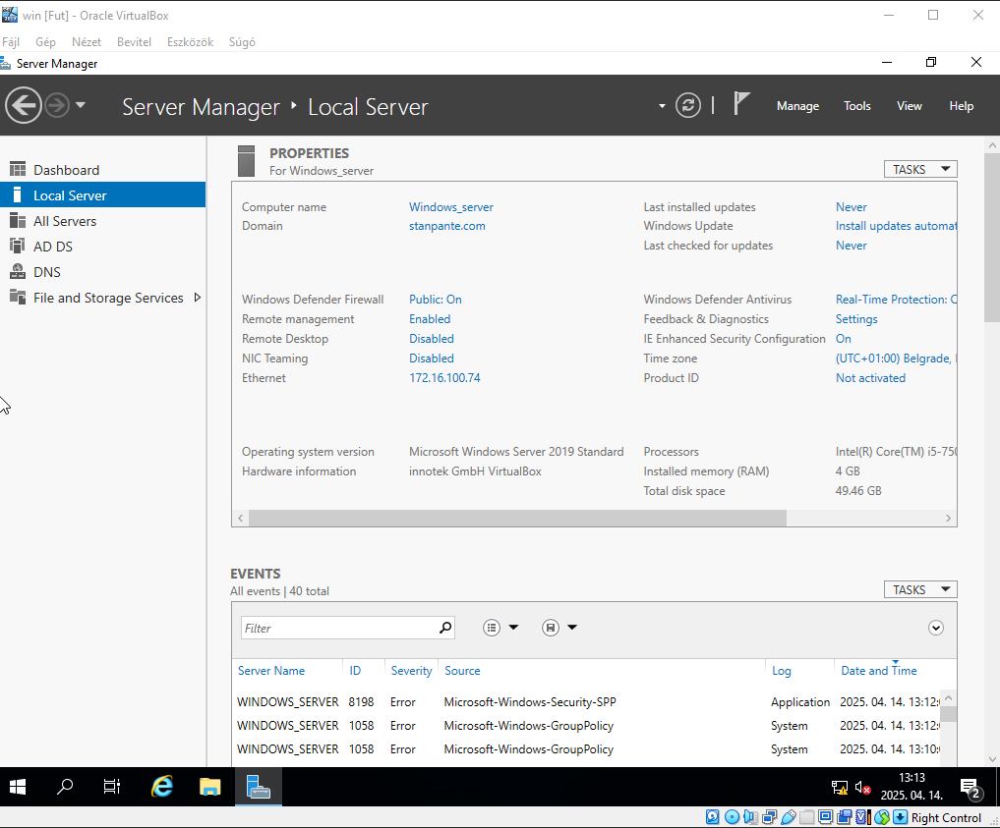 win [Fut] - Oracle VirtualBox
Fájl Gép Nézet Bevitel Eszközök Súgó
Server Manager
Server Manager Local Server
Manage Tools View Help
Dashboard
Local Server
All Servers
AD DS
DNS
File and Storage Services
PROPERTIES
For Windows_server
TASKS
Computer name Windows_server Last installed updates Never
Domain stanpante.com Windows Update Install updates automat
Last checked for updates Never
Windows Defender Firewall Public: On Windows Defender Antivirus Real-Time Protection:
Remote management Enabled Feedback & Diagnostics Settings
Remote Desktop Disabled IE Enhanced Security Configuration On
NIC Teaming Disabled Time zone (UTC+01:00) Belgrade,
Ethernet 172.16.100.74 Product ID Not activated
Operating system version Microsoft Windows Server 2019 Standard Processors Intel(R) Core(TM) i5-750
Hardware information innotek GmbH VirtualBox Installed memory (RAM) 4 GB
Total disk space 49.46 GB
EVENTS
All events | 40 total
TASKS
Filter
Server Name ID Severity Source Log Date and Time
WINDOWS_SERVER 8198 Error Microsoft-Windows-Security-SPP Application 2025. 04. 14. 13:12:
WINDOWS_SERVER 1058 Error Microsoft-Windows-GroupPolicy System 2025. 04. 14. 13:12:
WINDOWS_SERVER 1058 Error Microsoft-Windows-GroupPolicy System 2025. 04. 14. 13:10:
13:13
2025. 04. 14.
2
Right Control